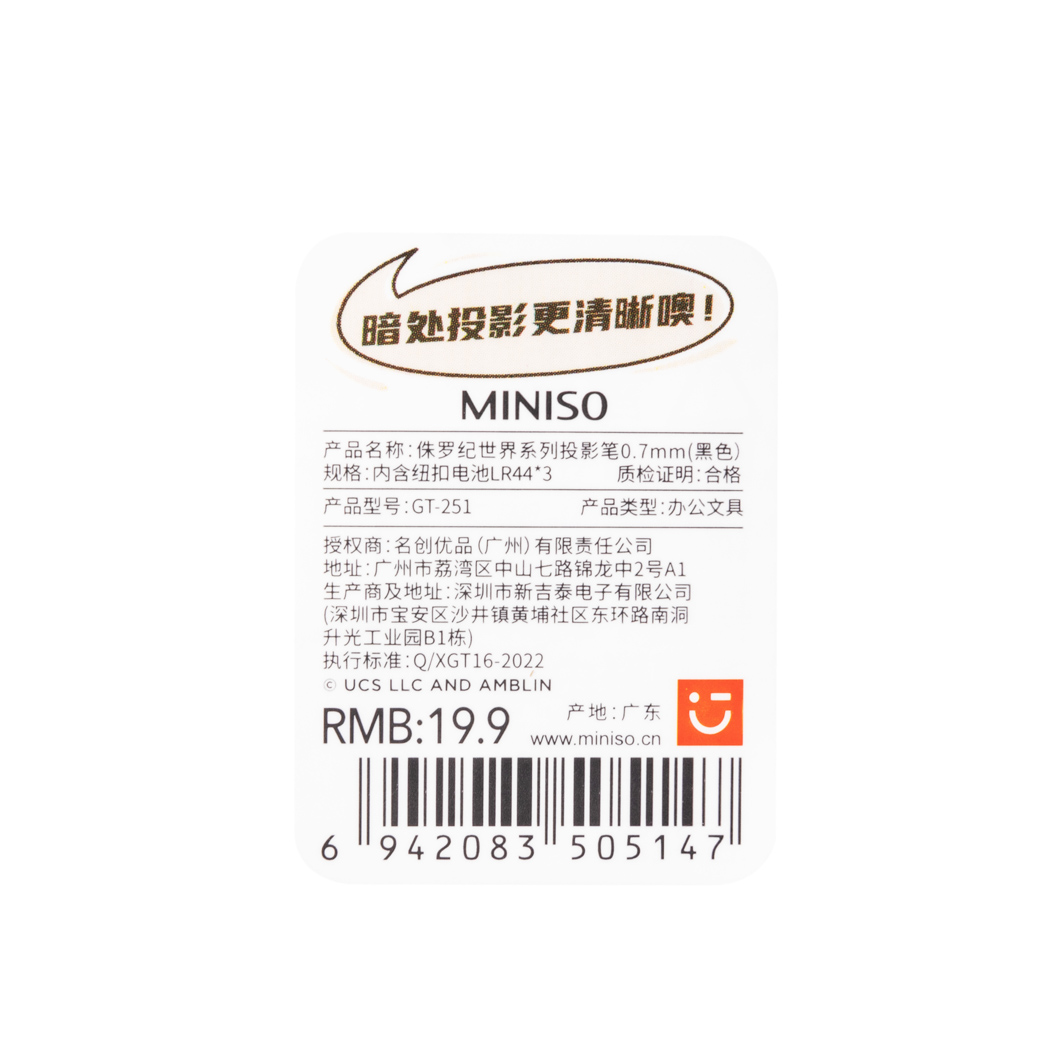 暗处投影更清晰噢！
MINISO
产品名称：侏罗纪世界系列投影笔0.7mm(黑色)
规格：内含纽扣电池LR44*3 质检证明：合格
产品型号：GT-251 产品类型：办公文具
授权商：名创优品(广州)有限责任公司
地址：广州市荔湾区中山七路锦龙中2号A1
生产商及地址：深圳市新吉泰电子有限公司
(深圳市宝安区沙井镇黄埔社区东环路南洞
升光工业园B1栋)
执行标准：Q/XGT16-2022
© UCS LLC AND AMBLIN
RMB:19.9
产地：广东
www.miniso.cn
6 942083 505147